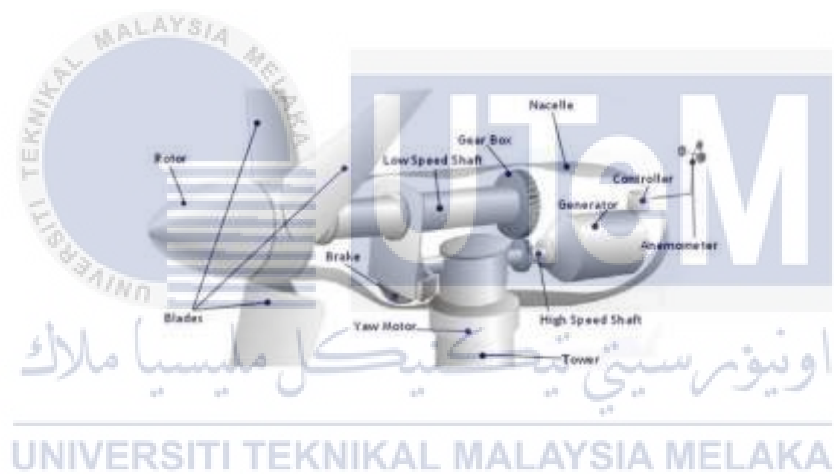 UNIVERSITI TEKNIKAL MALAYSIA MELAKA
UTeM
Nacelle
Gear Box
Rotor
Low Speed Shaft
Controller
Generator
Anemometer
Brake
Blades
Yaw Motor
High Speed Shaft
Tower
اونيۏرسيتي تيكنيكل مليسيا ملاك
UNIVERSITI TEKNIKAL MALAYSIA MELAKA